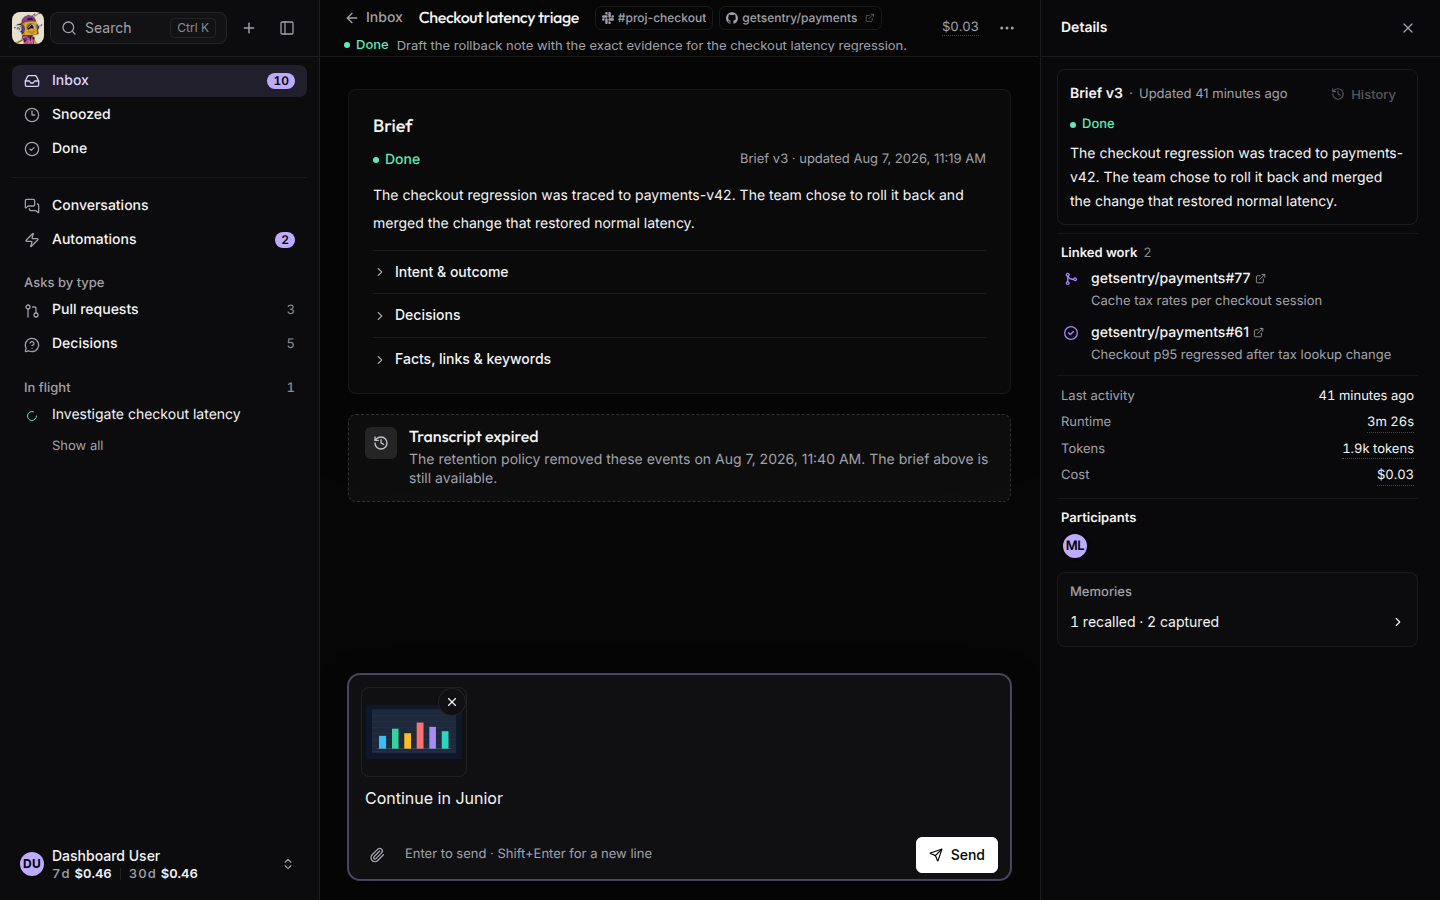 Search
Ctrl K
Inbox
10
Snoozed
Done
Conversations
Automations
2
Asks by type
Pull requests
3
Decisions
5
In flight
1
Investigate checkout latency
Show all
DU
Dashboard User
7d $0.46 | 30d $0.46
Inbox
Checkout latency triage
#proj-checkout
getsentry/payments
$0.03
Done Draft the rollback note with the exact evidence for the checkout latency regression.
Brief
Done
Brief v3 · updated Aug 7, 2026, 11:19 AM
The checkout regression was traced to payments-v42. The team chose to roll it back and
merged the change that restored normal latency.
Intent & outcome
Decisions
Facts, links & keywords
Transcript expired
The retention policy removed these events on Aug 7, 2026, 11:40 AM. The brief above is
still available.
Continue in Junior
Enter to send · Shift+Enter for a new line
Send
Details
Brief v3 · Updated 41 minutes ago
History
Done
The checkout regression was traced to payments-
v42. The team chose to roll it back and merged
the change that restored normal latency.
Linked work 2
getsentry/payments#77
Cache tax rates per checkout session
getsentry/payments#61
Checkout p95 regressed after tax lookup change
Last activity
41 minutes ago
Runtime
3m 26s
Tokens
1.9k tokens
Cost
$0.03
Participants
ML
Memories
1 recalled · 2 captured